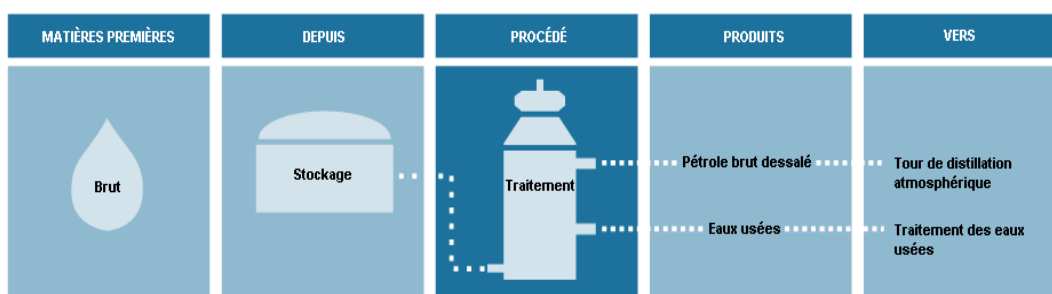 MATIÈRES PREMIÈRES
DEPUIS
PROCÉDÉ
PRODUITS
VERS
Brut
Stockage
Traitement
Pétrole brut dessalé
Tour de distillation
atmosphérique
Eaux usées
Traitement des eaux
usées